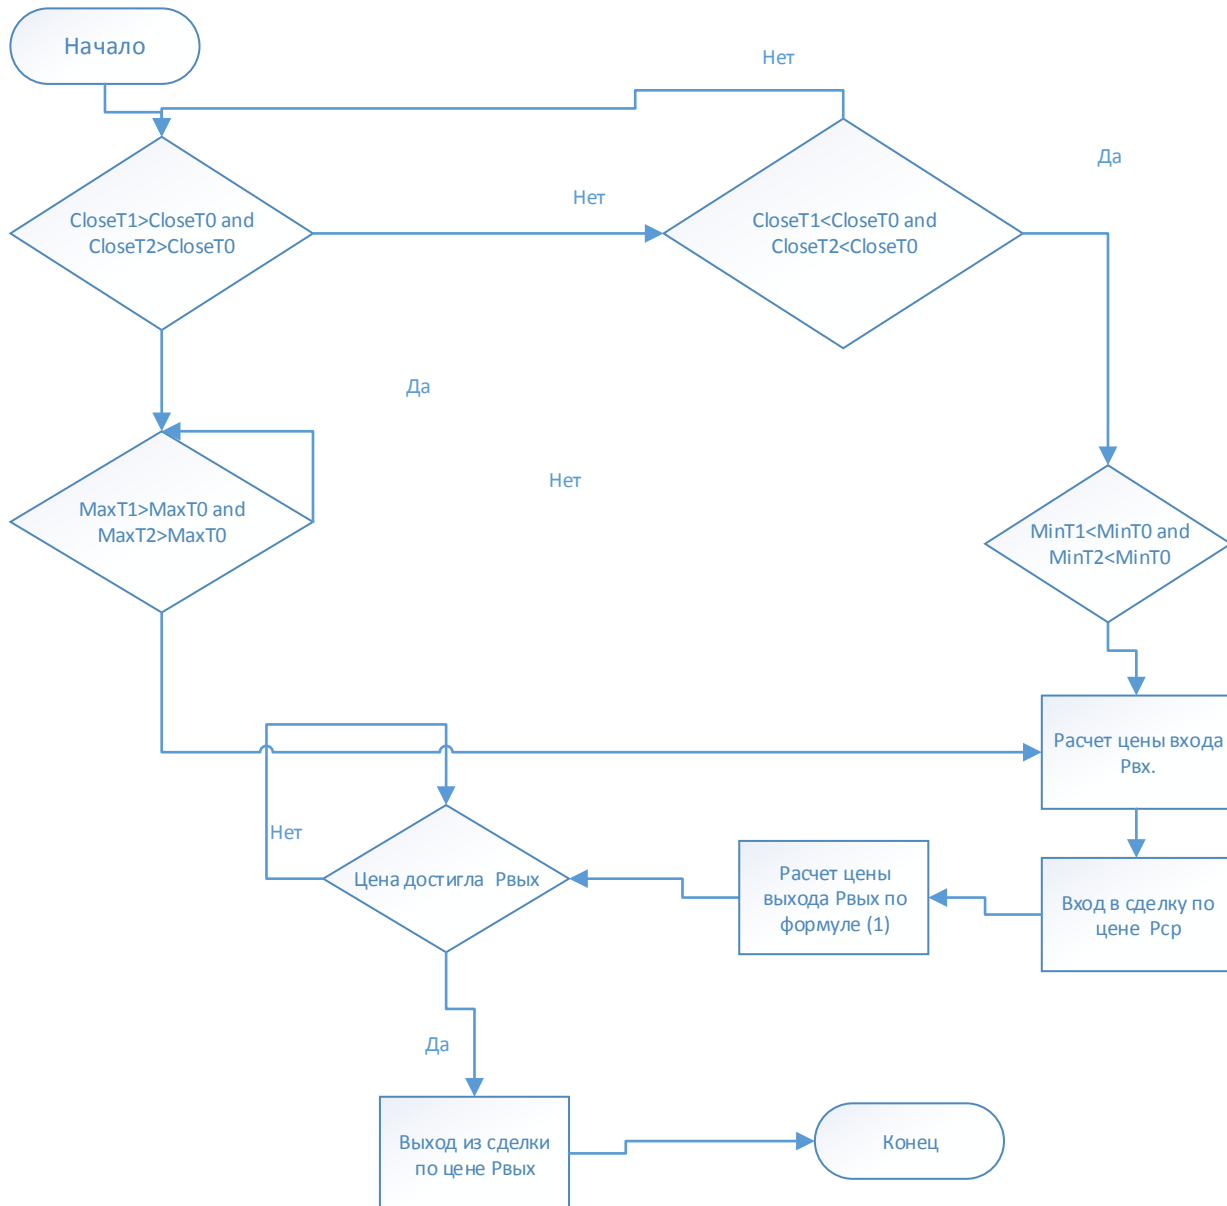 Начало
Нет
Да
CloseT1>CloseT0 and
CloseT2>CloseT0
Нет
CloseT1<CloseT0 and
CloseT2<CloseT0
Да
Нет
MaxT1>MaxT0 and
MaxT2>MaxT0
MinT1<MinT0 and
MinT2<MinT0
Расчет цены входа
Рвх.
Нет
Цена достигла Рвых
Расчет цены
выхода Рвых по
формуле (1)
Вход в сделку по
цене Рср
Да
Выход из сделки
по цене Рвых
Конец